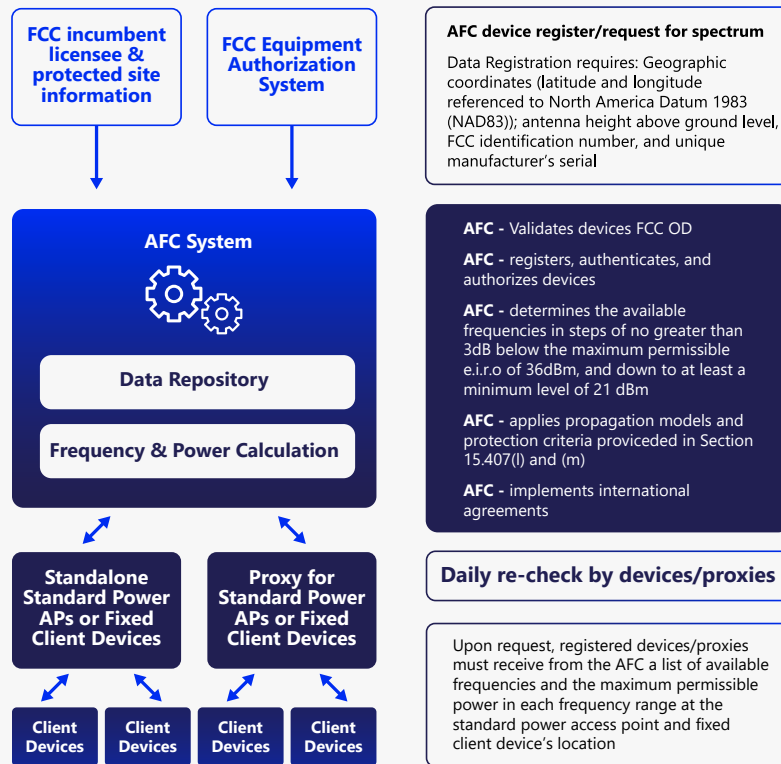 FCC incumbent
licensee &
protected site
information
FCC Equipment
Authorization
System
AFC System
Data Repository
Frequency & Power Calculation
Standalone
Standard Power
APs or Fixed
Client Devices
Proxy for
Standard Power
APs or Fixed
Client Devices
Client
Devices
Client
Devices
Client
Devices
Client
Devices
AFC device register/request for spectrum
Data Registration requires: Geographic
coordinates (latitude and longitude
referenced to North America Datum 1983
(NAD83)); antenna height above ground level,
FCC identification number, and unique
manufacturer's serial
AFC - Validates devices FCC OD
AFC - registers, authenticates, and
authorizes devices
AFC - determines the available
frequencies in steps of no greater than
3dB below the maximum permissible
e.i.r.o of 36dBm, and down to at least a
minimum level of 21 dBm
AFC - applies propagation models and
protection criteria proviceded in Section
15.407(l) and (m)
AFC - implements international
agreements
Daily re-check by devices/proxies
Upon request, registered devices/proxies
must receive from the AFC a list of available
frequencies and the maximum permissible
power in each frequency range at the
standard power access point and fixed
client device's location